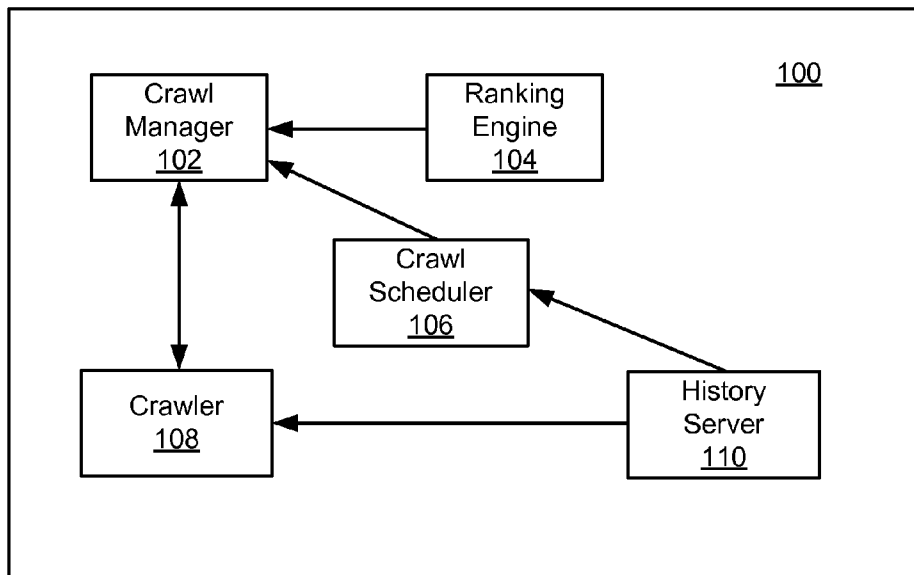 100
Crawl
Manager
102
Ranking
Engine
104
Crawl
Scheduler
106
Crawler
108
History
Server
110